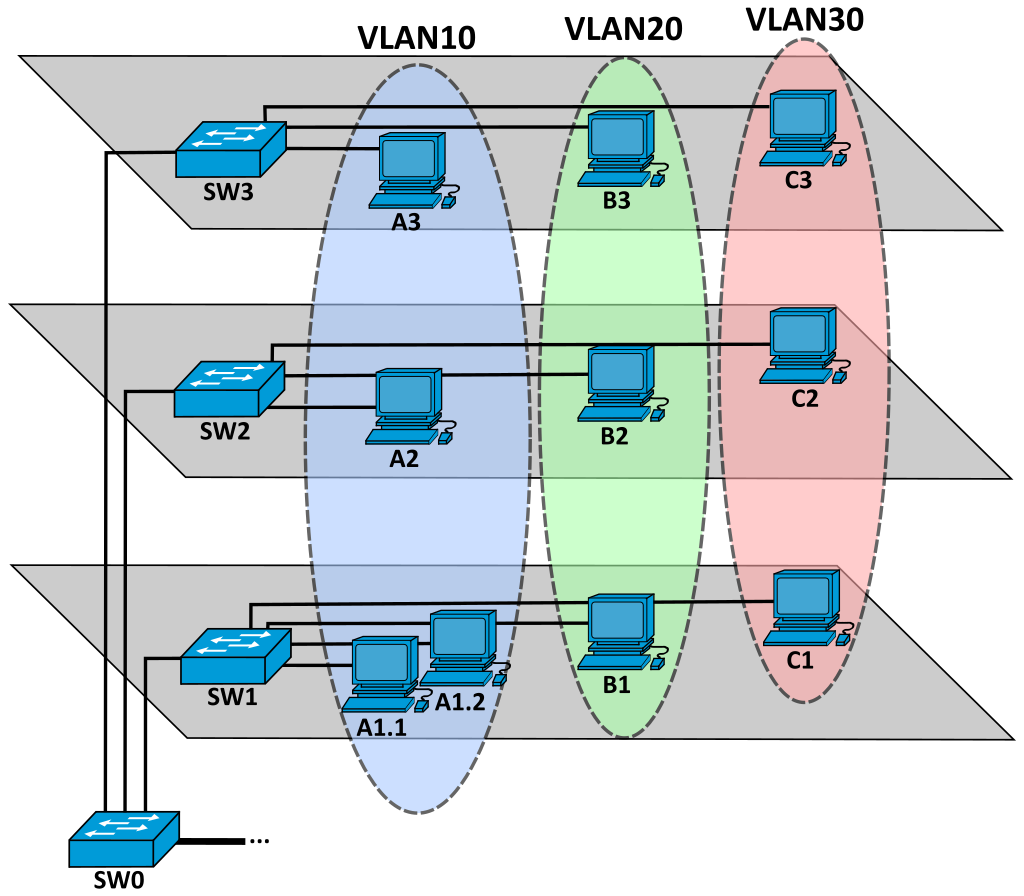 VLAN10
VLAN20
VLAN30
SW3
A3
B3
C3
SW2
A2
B2
C2
SW1
A1.1
A1.2
B1
C1
SW0
...